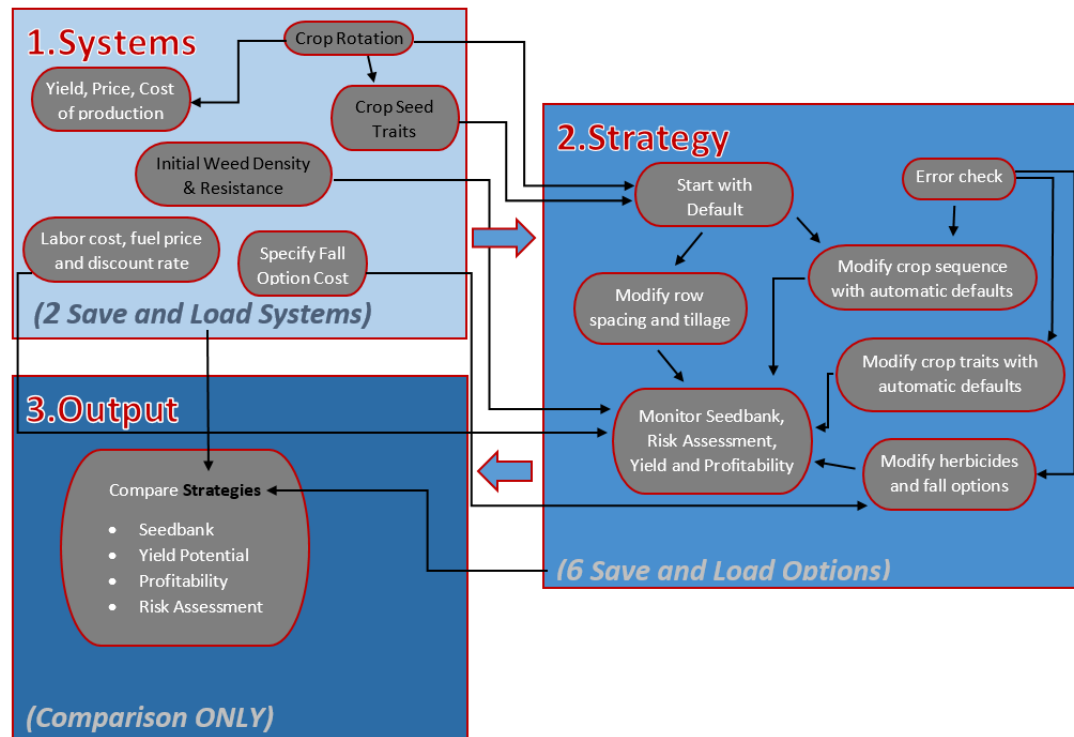 1.Systems
Crop Rotation
Yield, Price, Cost
of production
Crop Seed
Traits
Initial Weed Density
& Resistance
Labor cost, fuel price
and discount rate
Specify Fall
Option Cost
(2 Save and Load Systems)
2.Strategy
Start with
Default
Error check
Modify crop sequence
with automatic defaults
Modify row
spacing and tillage
Modify crop traits with
automatic defaults
Monitor Seedbank,
Risk Assessment,
Yield and Profitability
Modify herbicides
and fall options
(6 Save and Load Options)
3.Output
Compare Strategies
• Seedbank
• Yield Potential
• Profitability
• Risk Assessment
(Comparison ONLY)